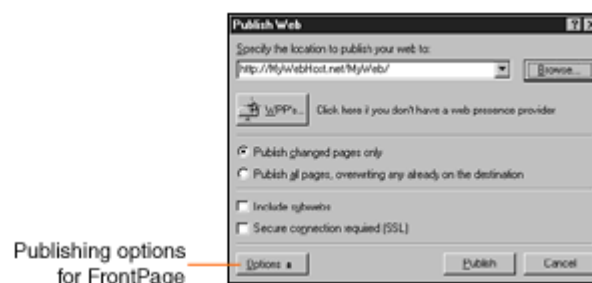 Publish Web
Specify the location to publish your web to:
http://MyWebHost.net/MyWeb/
Browse...
WPP's...
Click here if you don't have a web presence provider
Publish changed pages only
Publish all pages, overwriting any already on the destination
Include subwebs
Secure connection required (SSL)
Publishing options
for FrontPage
Options
Publish
Cancel